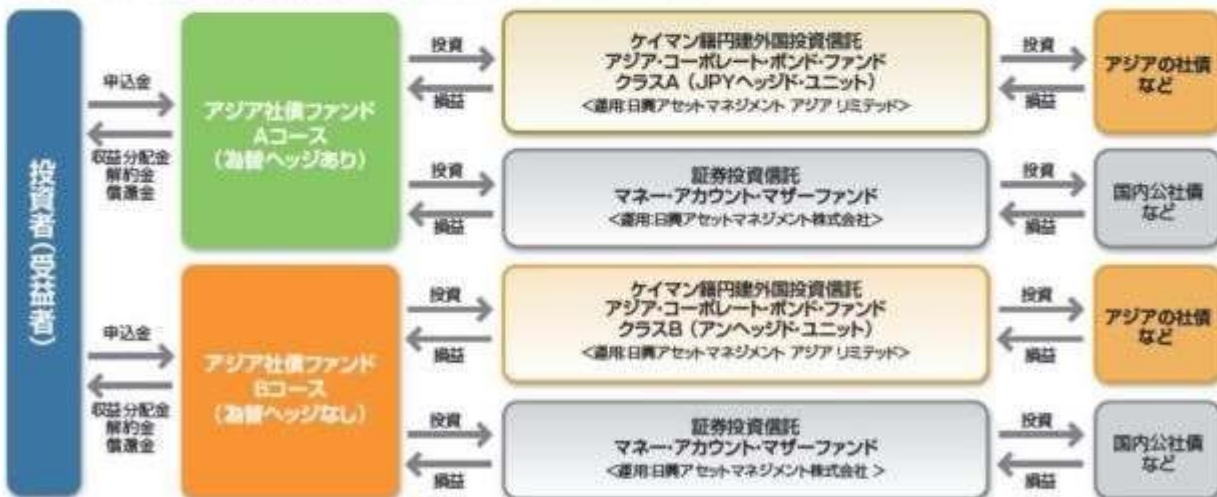 投資者(受益者)
申込金
収益分配金
解約金
償還金
アジア社債ファンド
Aコース
(為替ヘッジあり)
投資
損益
ケイマン籍円建外国投資信託
アジア・コーポレート・ボンド・ファンド
クラスA (JPYヘッジド・ユニット)
<運用:日興アセットマネジメント アジア リミテッド>
投資
損益
アジアの社債
など
投資
損益
証券投資信託
マネー・アカウント・マザーファンド
<運用:日興アセットマネジメント株式会社>
投資
損益
国内公社債
など
申込金
収益分配金
解約金
償還金
アジア社債ファンド
Bコース
(為替ヘッジなし)
投資
損益
ケイマン籍円建外国投資信託
アジア・コーポレート・ボンド・ファンド
クラスB (アンヘッジド・ユニット)
<運用:日興アセットマネジメント アジア リミテッド>
投資
損益
アジアの社債
など
投資
損益
証券投資信託
マネー・アカウント・マザーファンド
<運用:日興アセットマネジメント株式会社 >
投資
損益
国内公社債
など